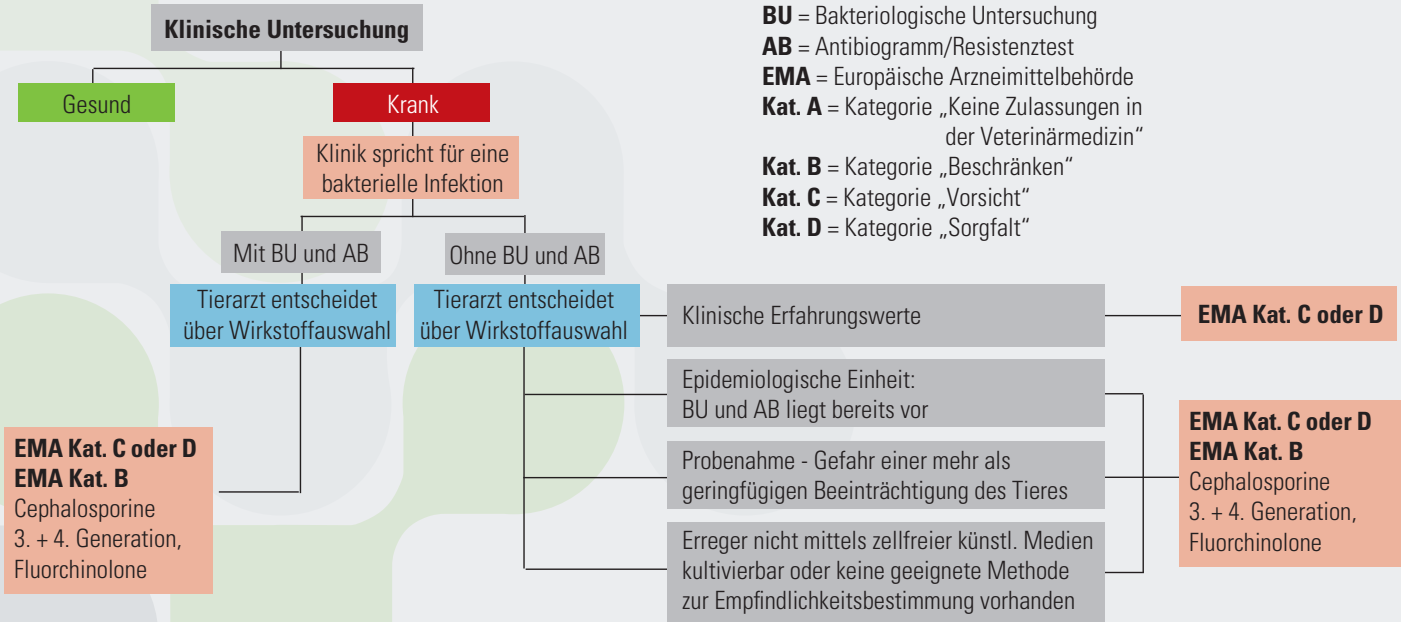 Klinische Untersuchung
Gesund
Krank
Klinik spricht für eine
bakterielle Infektion
Mit BU und AB
Ohne BU und AB
Tierarzt entscheidet
über Wirkstoffauswahl
Tierarzt entscheidet
über Wirkstoffauswahl
EMA Kat. C oder D
EMA Kat. B
Cephalosporine
3. + 4. Generation,
Fluorchinolone
BU = Bakteriologische Untersuchung
AB = Antibiogramm/Resistenztest
EMA = Europäische Arzneimittelbehörde
Kat. A = Kategorie „Keine Zulassungen in
der Veterinärmedizin“
Kat. B = Kategorie „Beschränken“
Kat. C = Kategorie „Vorsicht“
Kat. D = Kategorie „Sorgfalt“
Klinische Erfahrungswerte
EMA Kat. C oder D
Epidemiologische Einheit:
BU und AB liegt bereits vor
Probenahme - Gefahr einer mehr als
geringfügigen Beeinträchtigung des Tieres
Erreger nicht mittels zellfreier künstl. Medien
kultivierbar oder keine geeignete Methode
zur Empfindlichkeitsbestimmung vorhanden
EMA Kat. C oder D
EMA Kat. B
Cephalosporine
3. + 4. Generation,
Fluorchinolone